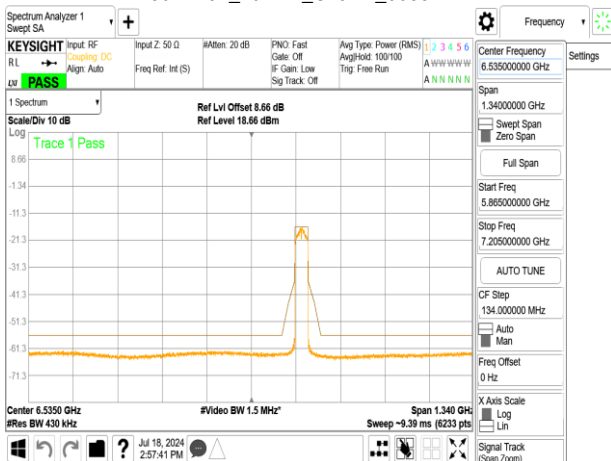 Spectrum Analyzer 1
Swept SA
+
Frequency
KEYSIGHT
Input: RF
Coupling: DC
Align: Auto
Input Z: 50 Ω
Freq Ref: Int (S)
#Atten: 20 dB
PNO: Fast
Gate: Off
IF Gain: Low
Sig Track: Off
Avg Type: Power (RMS)
Avg|Hold: 100/100
Trig: Free Run
1 2 3 4 5 6
A W W W W W
A N N N N N
RL
LXI
PASS
Settings
1 Spectrum
Scale/Div 10 dB
Ref Lvl Offset 8.66 dB
Ref Level 18.66 dBm
Log
Trace 1 Pass
8.66
-1.34
-11.3
-21.3
-31.3
-41.3
-51.3
-61.3
-71.3
Center 6.5350 GHz
#Res BW 430 kHz
#Video BW 1.5 MHz*
Span 1.340 GHz
Sweep ~9.39 ms (6233 pts
Jul 18, 2024
2:57:41 PM
?
Center Frequency
6.535000000 GHz
Span
1.34000000 GHz
Swept Span
Zero Span
Full Span
Start Freq
5.865000000 GHz
Stop Freq
7.205000000 GHz
AUTO TUNE
CF Step
134.000000 MHz
Auto
Man
Freq Offset
0 Hz
X Axis Scale
Log
Lin
Signal Track
(Span Zoom)